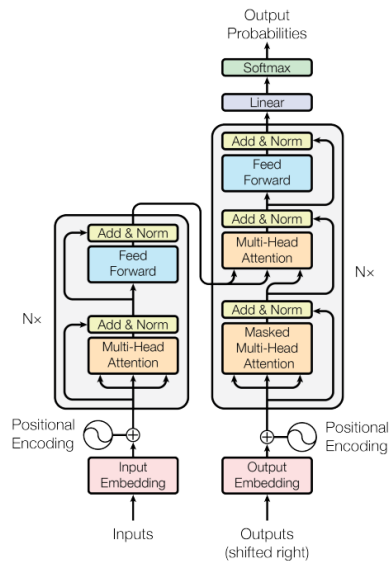 Output
Probabilities
Softmax
Linear
Add & Norm
Feed
Forward
Add & Norm
Multi-Head
Attention
Add & Norm
Masked
Multi-Head
Attention
N×
Add & Norm
Feed
Forward
Add & Norm
Multi-Head
Attention
N×
Positional
Encoding
Positional
Encoding
Input
Embedding
Output
Embedding
Inputs
Outputs
(shifted right)